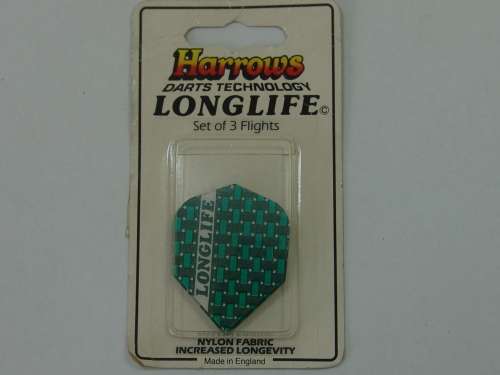 Harrows
DARTS TECHNOLOGY
LONGLIFE©
Set of 3 Flights
LONGLIFE
NYLON FABRIC
INCREASED LONGEVITY
Made in England